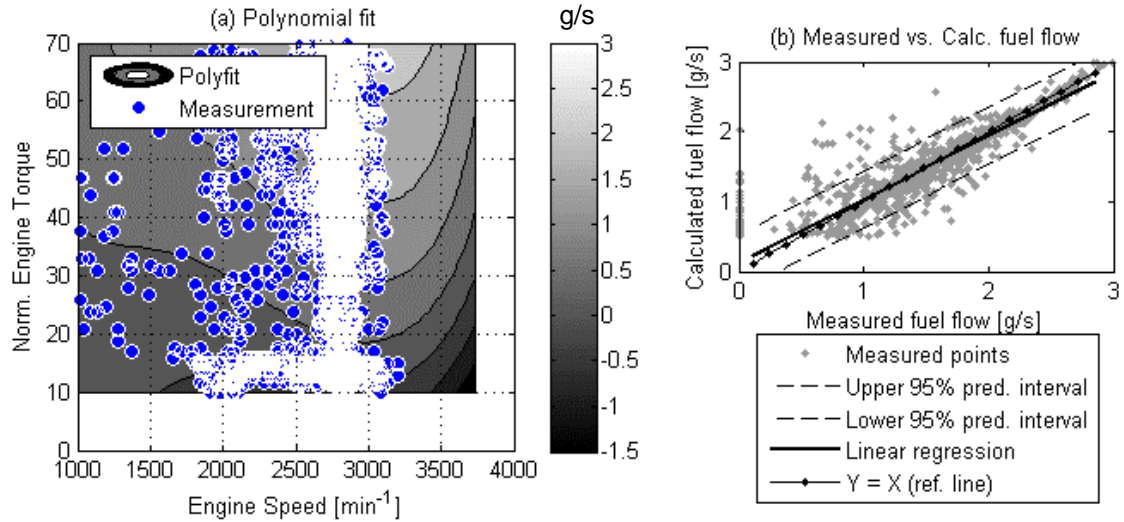 (a) Polynomial fit
g/s
70
60
50
40
30
20
10
0
Norm. Engine Torque
Polyfit
Measurement
1000 1500 2000 2500 3000 3500 4000
Engine Speed [min⁻¹]
3
2.5
2
1.5
1
0.5
0
-0.5
-1
-1.5
(b) Measured vs. Calc. fuel flow
3
2
1
0
Calculated fuel flow [g/s]
0 1 2 3
Measured fuel flow [g/s]
Measured points
Upper 95% pred. interval
Lower 95% pred. interval
Linear regression
Y = X (ref. line)